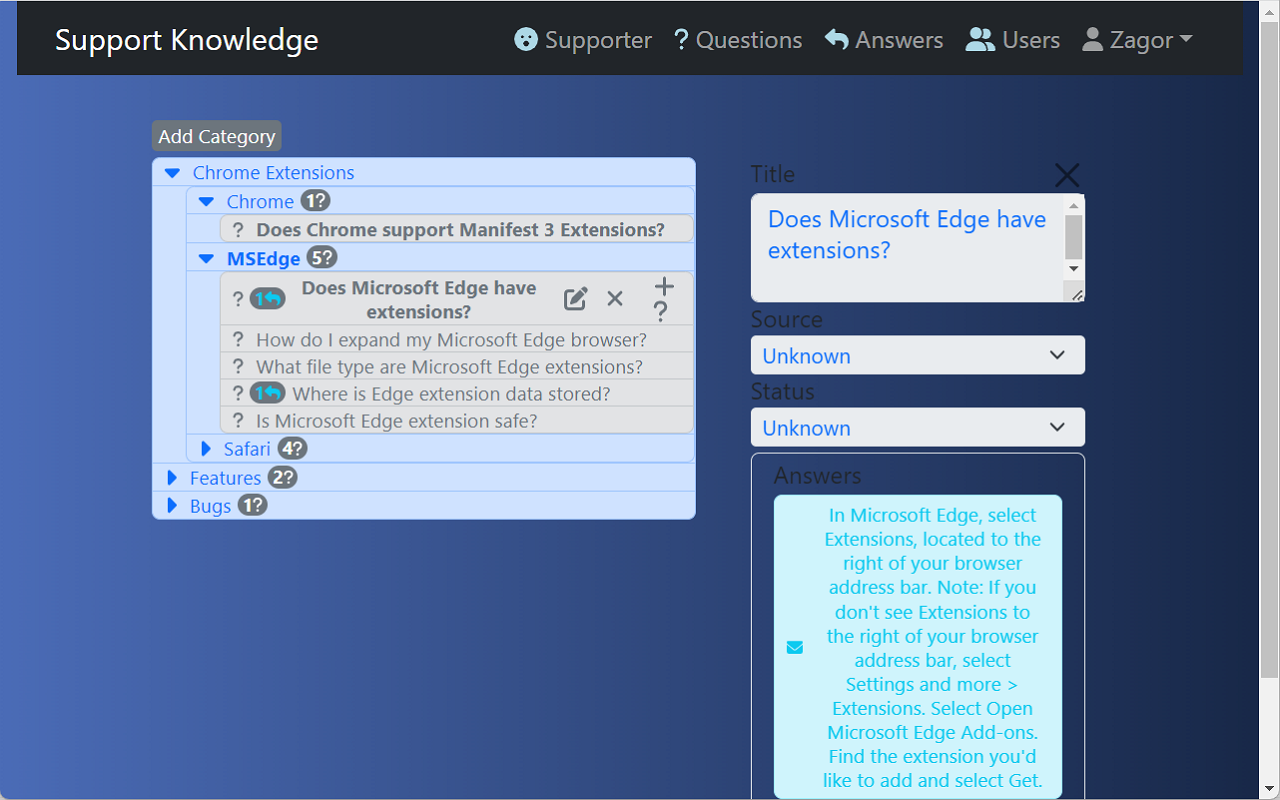 Support Knowledge
Supporter
? Questions
Answers
Users
Zagor
Add Category
Chrome Extensions
Chrome 1?
? Does Chrome support Manifest 3 Extensions?
MSEdge 5?
? 1 Does Microsoft Edge have
extensions?
+
?
? How do I expand my Microsoft Edge browser?
? What file type are Microsoft Edge extensions?
? 1 Where is Edge extension data stored?
? Is Microsoft Edge extension safe?
Safari 4?
Features 2?
Bugs 1?
Title
Does Microsoft Edge have
extensions?
Source
Unknown
Status
Unknown
Answers
In Microsoft Edge, select
Extensions, located to the
right of your browser
address bar. Note: If you
don't see Extensions to
the right of your browser
address bar, select
Settings and more >
Extensions. Select Open
Microsoft Edge Add-ons.
Find the extension you'd
like to add and select Get.